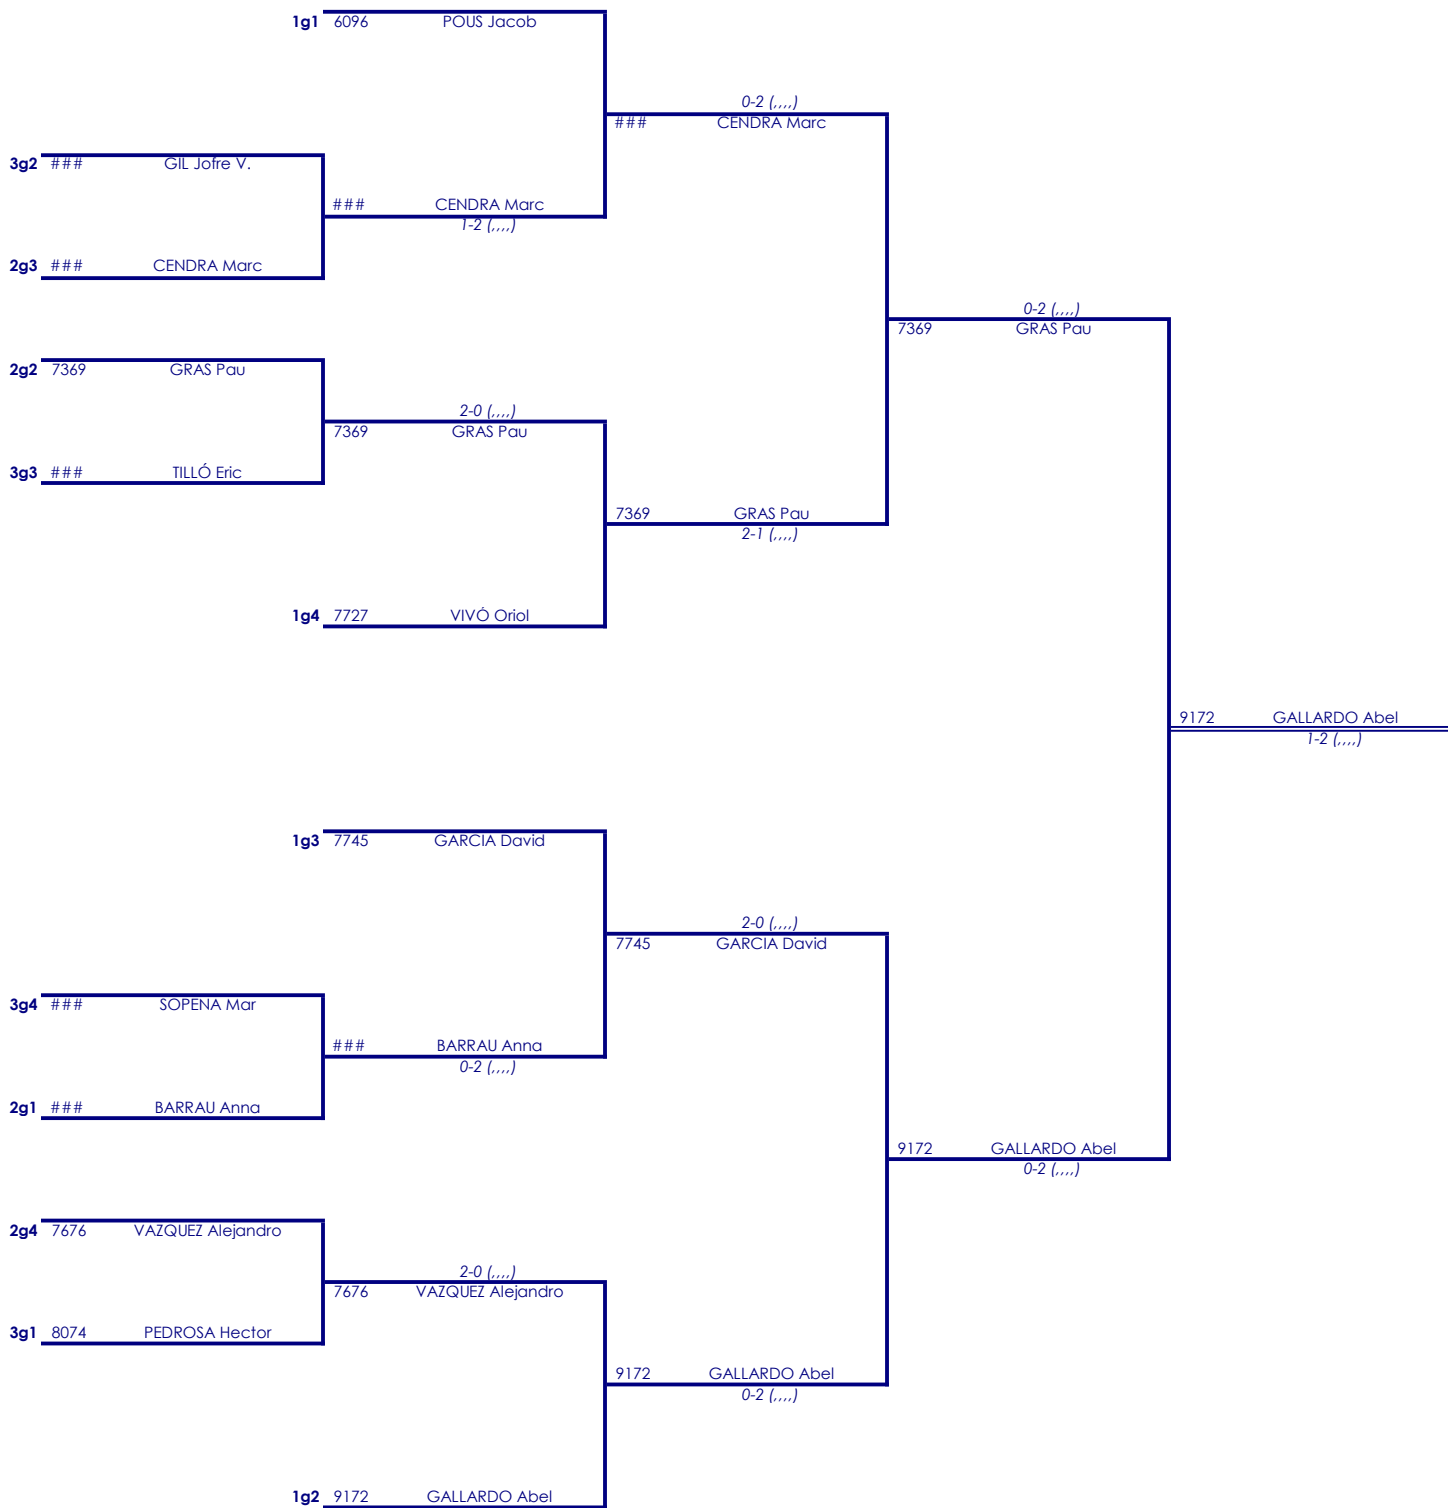 1g1 6096 POUS Jacob
0-2 (,,,,)
### CENDRA Marc
3g2 ### GIL Jofre V.
### CENDRA Marc
1-2 (,,,,)
2g3 ### CENDRA Marc
0-2 (,,,,)
7369 GRAS Pau
2g2 7369 GRAS Pau
2-0 (,,,,)
7369 GRAS Pau
3g3 ### TILLÓ Eric
7369 GRAS Pau
2-1 (,,,,)
1g4 7727 VIVÓ Oriol
9172 GALLARDO Abel
1-2 (,,,,)
1g3 7745 GARCIA David
2-0 (,,,,)
7745 GARCIA David
3g4 ### SOPENA Mar
### BARRAU Anna
0-2 (,,,,)
2g1 ### BARRAU Anna
9172 GALLARDO Abel
0-2 (,,,,)
2g4 7676 VAZQUEZ Alejandro
2-0 (,,,,)
7676 VAZQUEZ Alejandro
3g1 8074 PEDROSA Hector
9172 GALLARDO Abel
0-2 (,,,,)
1g2 9172 GALLARDO Abel